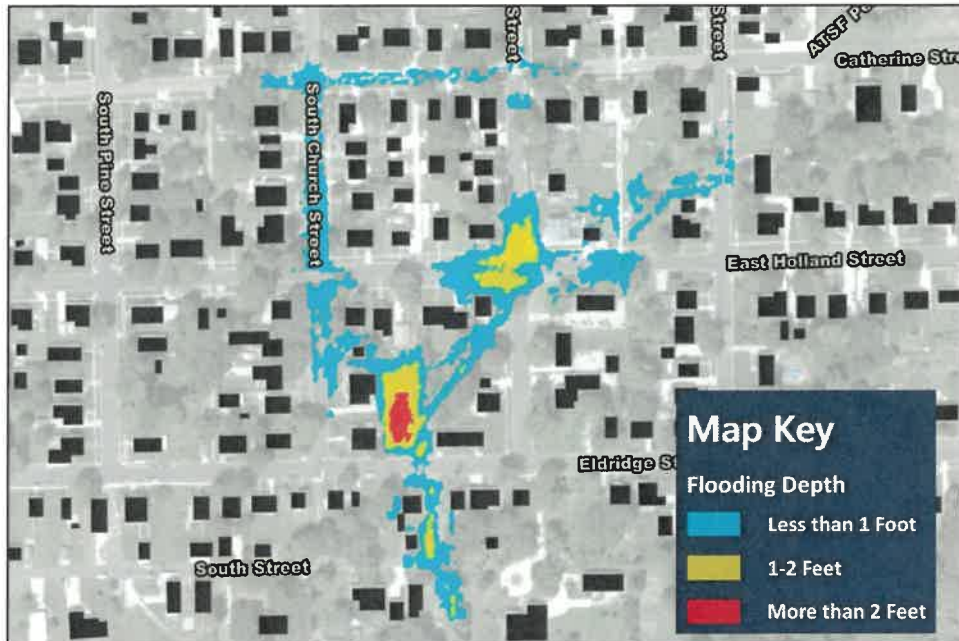 Street
Street
ATSF
Catherine
South Pine Street
South Church Street
East Holland Street
Eldridge
South Street
Map Key
Flooding Depth
Less than 1 Foot
1-2 Feet
More than 2 Feet